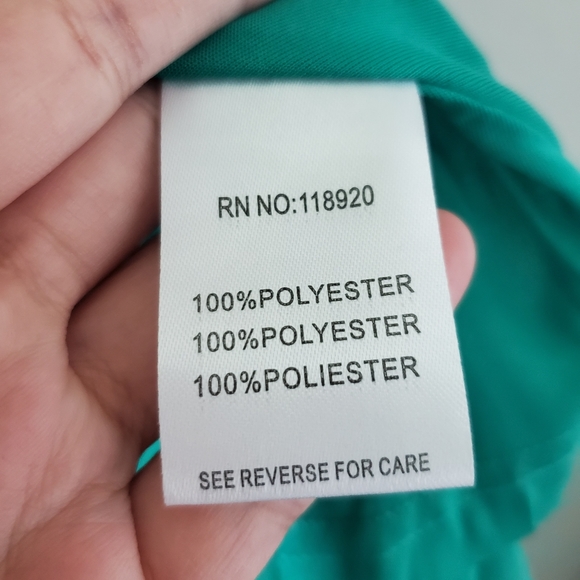 RN NO:118920
100%POLYESTER
100%POLYESTER
100%POLIESTER
SEE REVERSE FOR CARE